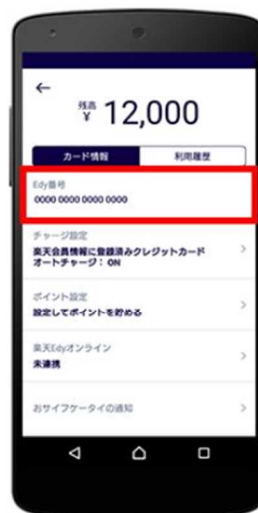 残高
¥ 12,000
カード情報 利用履歴
Edy番号
0000 0000 0000 0000
チャージ設定
楽天会員情報に登録済みクレジットカード
オートチャージ： ON
ポイント設定
設定してポイントを貯める
楽天Edyオンライン
未連携
おサイフケータイの通知